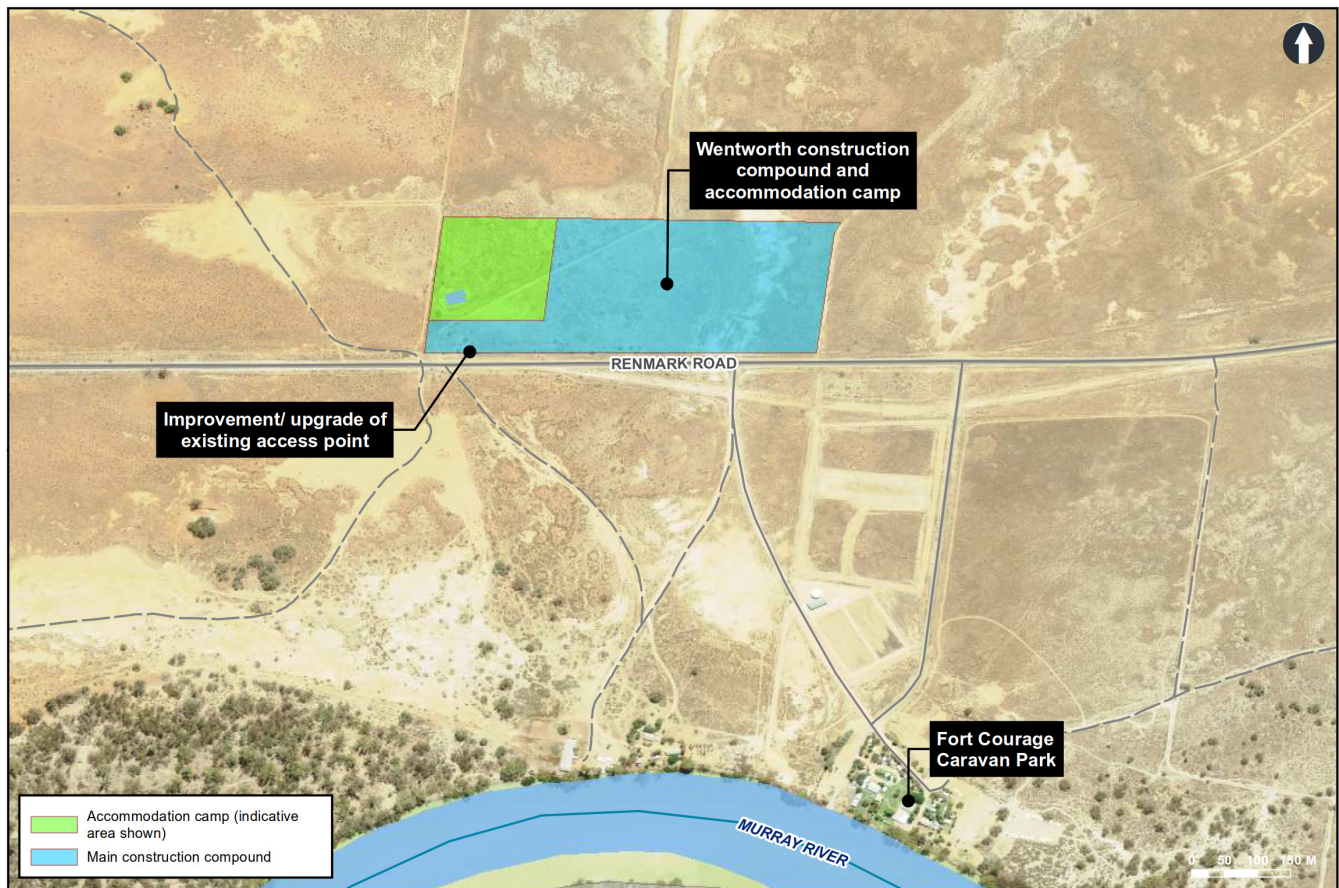 Wentworth construction
compound and
accommodation camp
RENMARK ROAD
Improvement/ upgrade of
existing access point
Fort Courage
Caravan Park
MURRAY RIVER
Accommodation camp (indicative
area shown)
Main construction compound
0 50 100 150 M